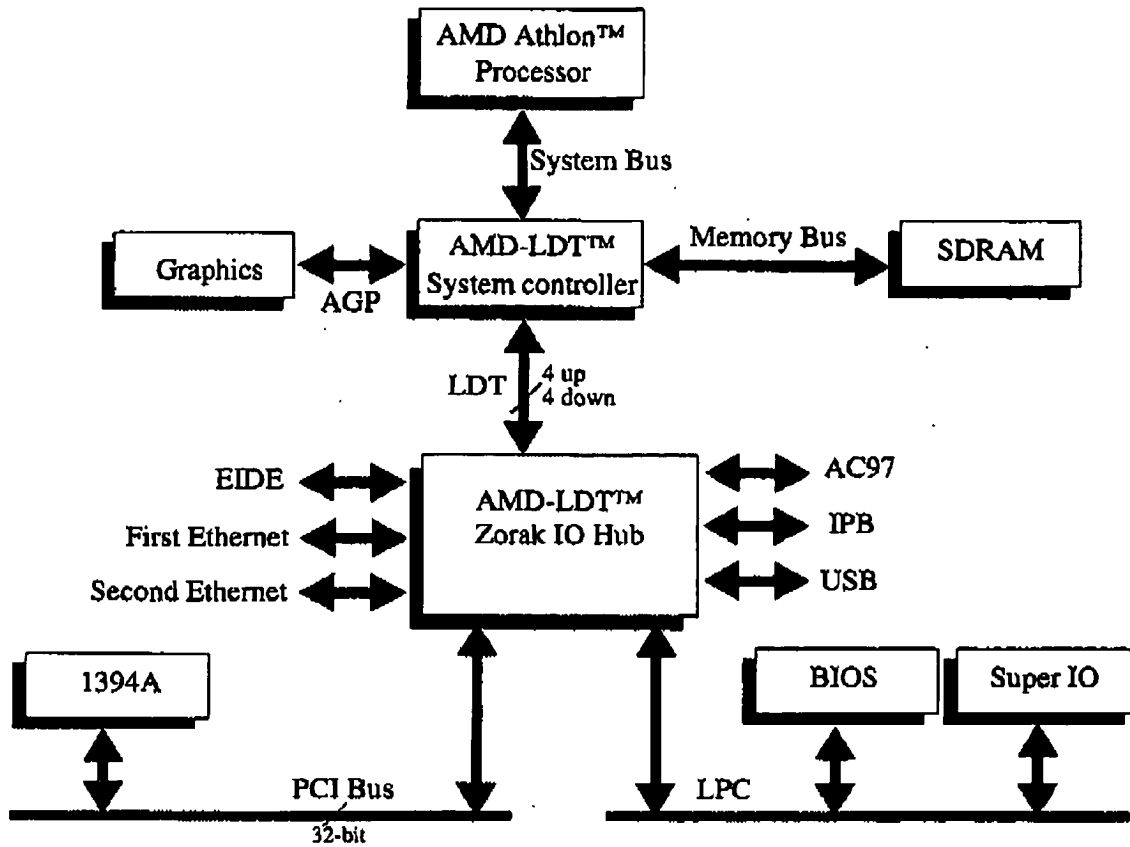 AMD Athlon™
Processor
System Bus
Graphics
AGP
AMD-LDT™
System controller
Memory Bus
SDRAM
LDT
4 up
4 down
EIDE
First Ethernet
Second Ethernet
AMD-LDT™
Zorak IO Hub
AC97
IPB
USB
1394A
BIOS
Super IO
PCI Bus
32-bit
LPC